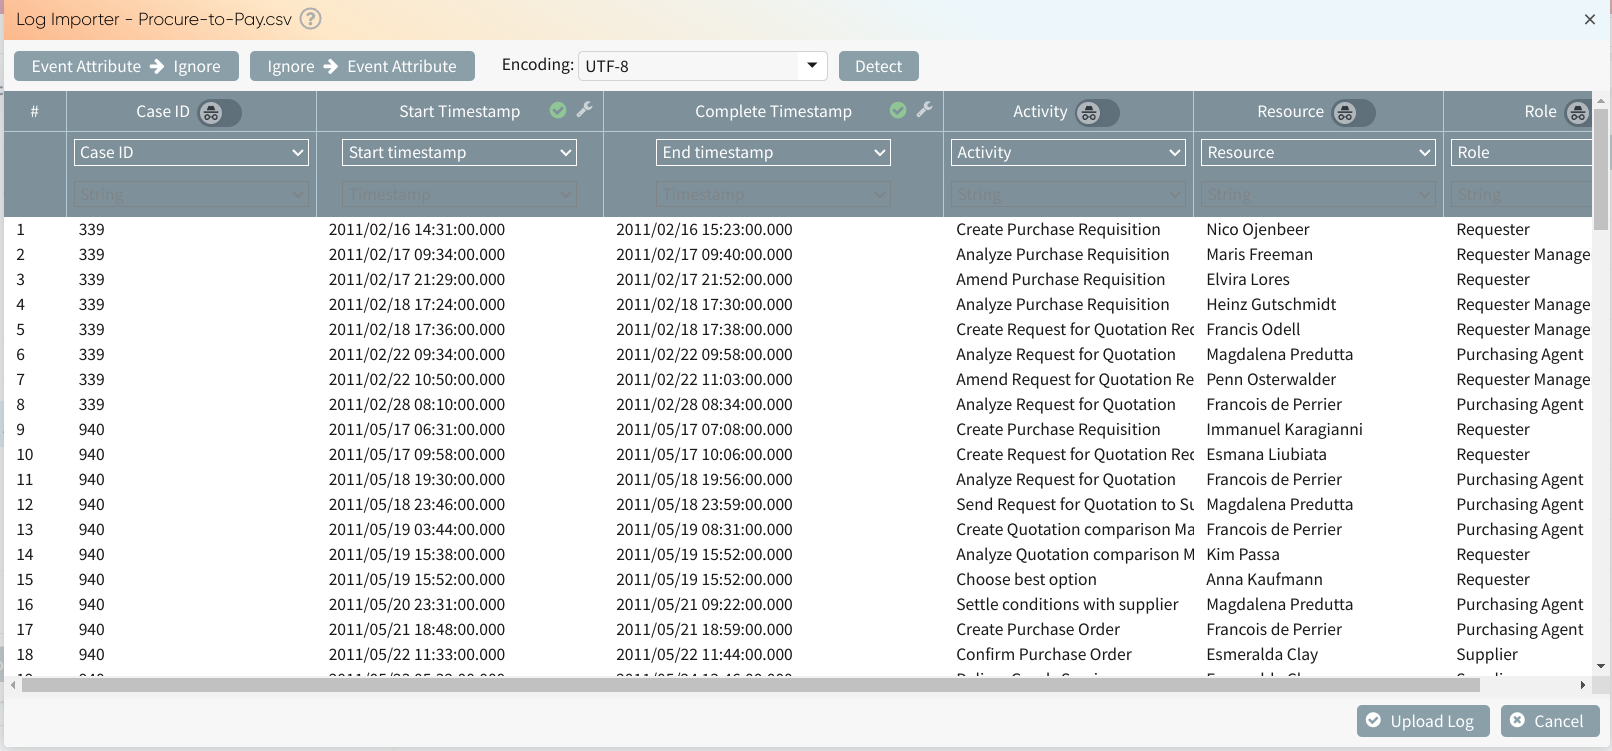 Log Importer - Procure-to-Pay.csv ?
Event Attribute → Ignore Ignore → Event Attribute Encoding: UTF-8 Detect
# Case ID Start Timestamp Complete Timestamp Activity Resource Role
Case ID Start timestamp End timestamp Activity Resource Role
String Timestamp Timestamp String String String
1 339 2011/02/16 14:31:00.000 2011/02/16 15:23:00.000 Create Purchase Requisition Nico Ojenbeer Requester
2 339 2011/02/17 09:34:00.000 2011/02/17 09:40:00.000 Analyze Purchase Requisition Maris Freeman Requester Manage
3 339 2011/02/17 21:29:00.000 2011/02/17 21:52:00.000 Amend Purchase Requisition Elvira Lores Requester
4 339 2011/02/18 17:24:00.000 2011/02/18 17:30:00.000 Analyze Purchase Requisition Heinz Gutschmidt Requester Manage
5 339 2011/02/18 17:36:00.000 2011/02/18 17:38:00.000 Create Request for Quotation Rec Francis Odell Requester Manage
6 339 2011/02/22 09:34:00.000 2011/02/22 09:58:00.000 Analyze Request for Quotation Magdalena Predutta Purchasing Agent
7 339 2011/02/22 10:50:00.000 2011/02/22 11:03:00.000 Amend Request for Quotation Re Penn Osterwalder Requester Manage
8 339 2011/02/28 08:10:00.000 2011/02/28 08:34:00.000 Analyze Request for Quotation Francois de Perrier Purchasing Agent
9 940 2011/05/17 06:31:00.000 2011/05/17 07:08:00.000 Create Purchase Requisition Immanuel Karagianni Requester
10 940 2011/05/17 09:58:00.000 2011/05/17 10:06:00.000 Create Request for Quotation Rec Esmana Liubiata Requester
11 940 2011/05/18 19:30:00.000 2011/05/18 19:56:00.000 Analyze Request for Quotation Francois de Perrier Purchasing Agent
12 940 2011/05/18 23:46:00.000 2011/05/18 23:59:00.000 Send Request for Quotation to Su Magdalena Predutta Purchasing Agent
13 940 2011/05/19 03:44:00.000 2011/05/19 08:31:00.000 Create Quotation comparison Ma Francois de Perrier Purchasing Agent
14 940 2011/05/19 15:38:00.000 2011/05/19 15:52:00.000 Analyze Quotation comparison M Kim Passa Requester
15 940 2011/05/19 15:52:00.000 2011/05/19 15:52:00.000 Choose best option Anna Kaufmann Requester
16 940 2011/05/20 23:31:00.000 2011/05/21 09:22:00.000 Settle conditions with supplier Magdalena Predutta Purchasing Agent
17 940 2011/05/21 18:48:00.000 2011/05/21 18:59:00.000 Create Purchase Order Francois de Perrier Purchasing Agent
18 940 2011/05/22 11:33:00.000 2011/05/22 11:44:00.000 Confirm Purchase Order Esmeralda Clay Supplier
Upload Log Cancel